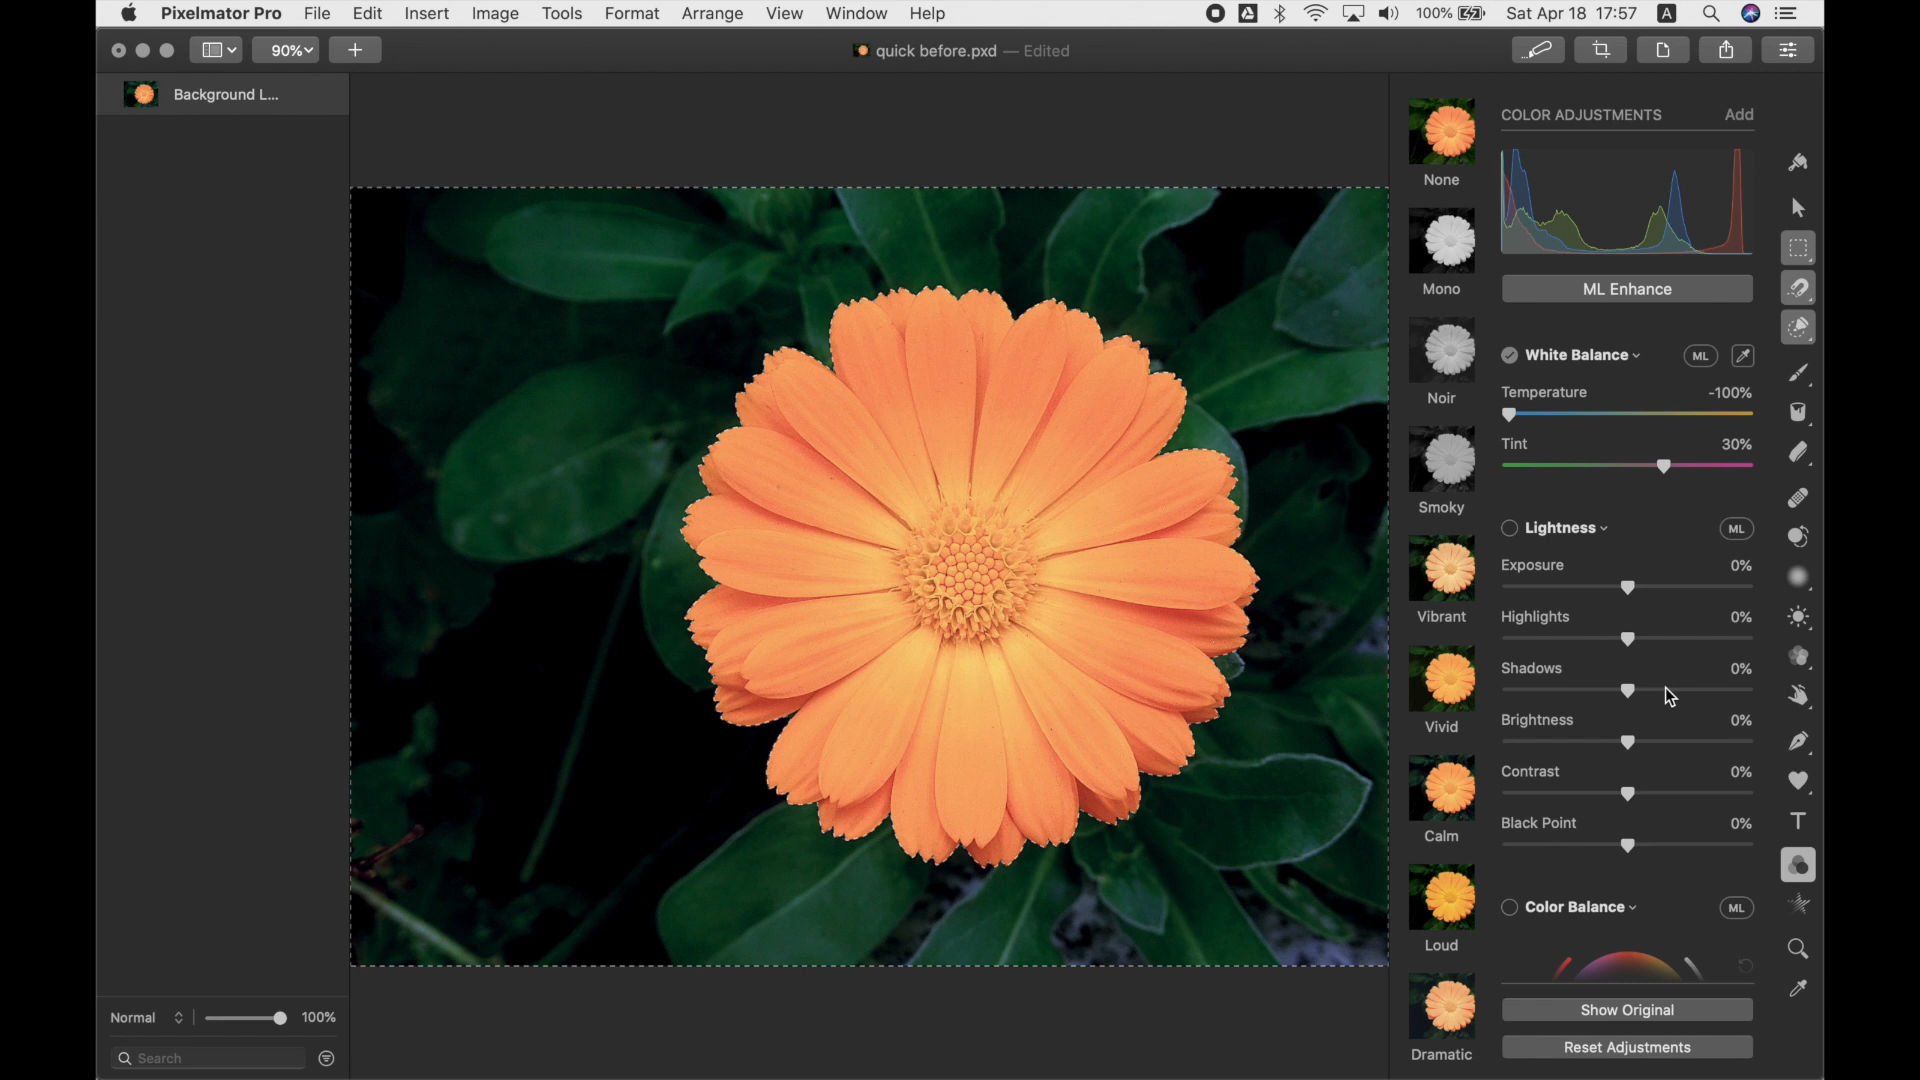 Pixelmator Pro File Edit Insert Image Tools Format Arrange View Window Help 100% Sat Apr 18 17:57 A
90% quick before.pxd — Edited
Background L...
None
Mono
Noir
Smoky
Vibrant
Vivid
Calm
Loud
Dramatic
COLOR ADJUSTMENTS Add
ML Enhance
White Balance ML
Temperature -100%
Tint 30%
Lightness ML
Exposure 0%
Highlights 0%
Shadows 0%
Brightness 0%
Contrast 0%
Black Point 0%
Color Balance ML
Show Original
Reset Adjustments
T
Normal 100%
Search